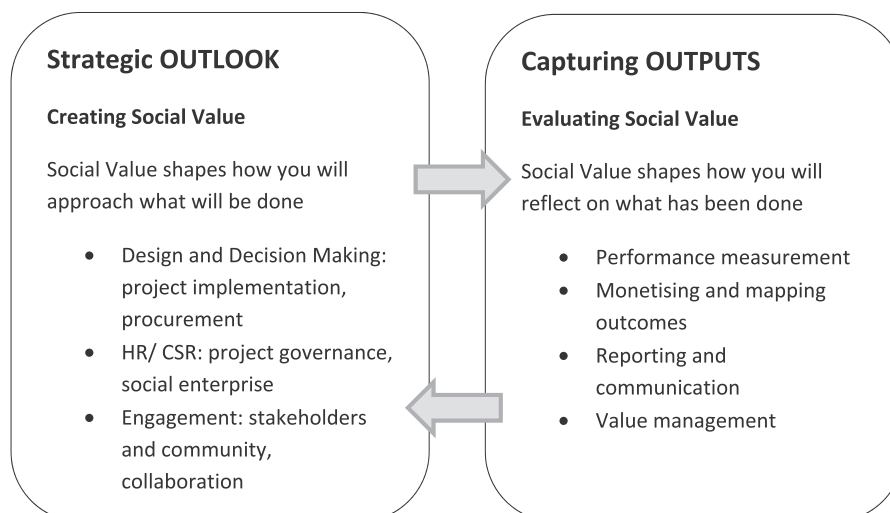 Strategic OUTLOOK
Creating Social Value
Social Value shapes how you will
approach what will be done
• Design and Decision Making:
project implementation,
procurement
• HR/ CSR: project governance,
social enterprise
• Engagement: stakeholders
and community,
collaboration
Capturing OUTPUTS
Evaluating Social Value
Social Value shapes how you will
reflect on what has been done
• Performance measurement
• Monetising and mapping
outcomes
• Reporting and
communication
• Value management